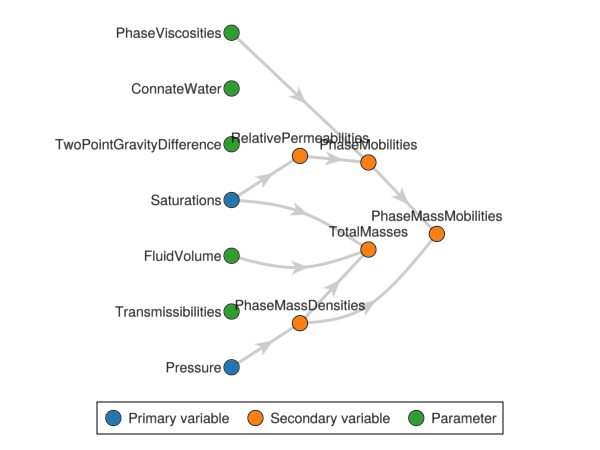 PhaseViscosities
ConnateWater
TwoPointGravityDifference
RelativePermeabilities
PhaseMobilities
Saturations
PhaseMassMobilities
TotalMasses
FluidVolume
PhaseMassDensities
Transmissibilities
Pressure
Primary variable
Secondary variable
Parameter